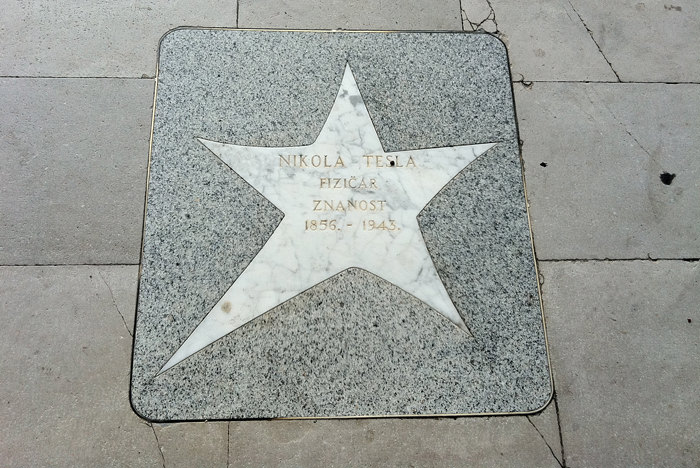 NIKOLA TESLA
FIZIČAR
ZNANOST
1856. - 1943.